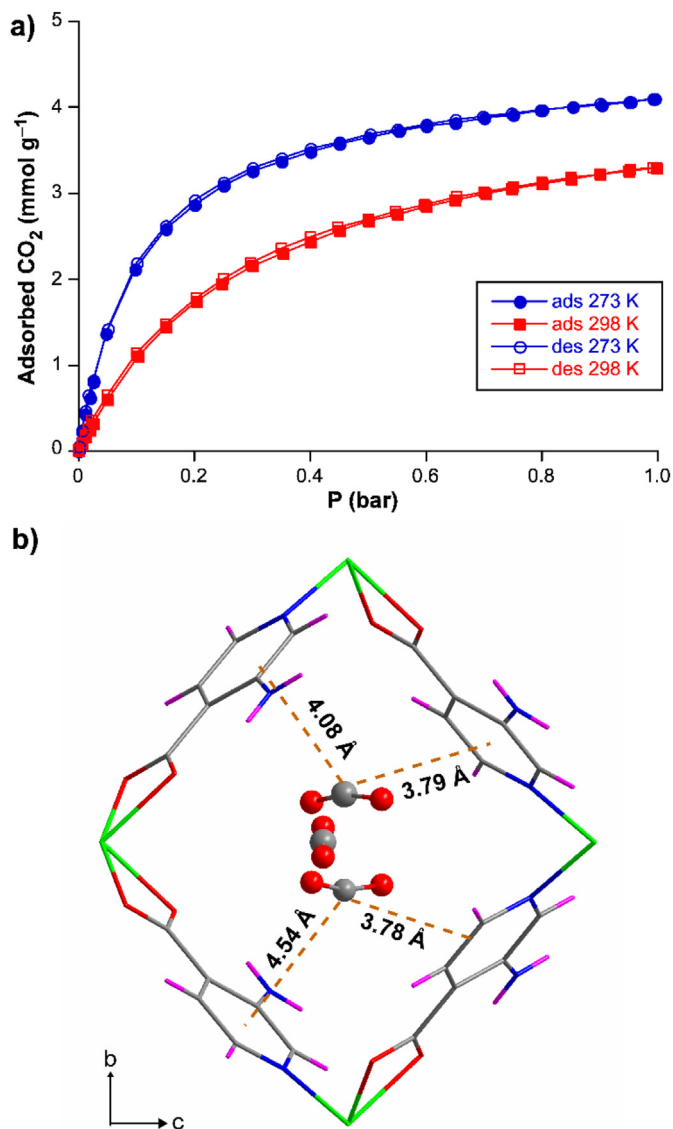 a)
5
4
3
2
1
0
Adsorbed CO₂ (mmol g⁻¹)
ads 273 K
ads 298 K
des 273 K
des 298 K
0 0.2 0.4 0.6 0.8 1.0
P (bar)
b)
4.08 Å
3.79 Å
4.54 Å
3.78 Å
b
c